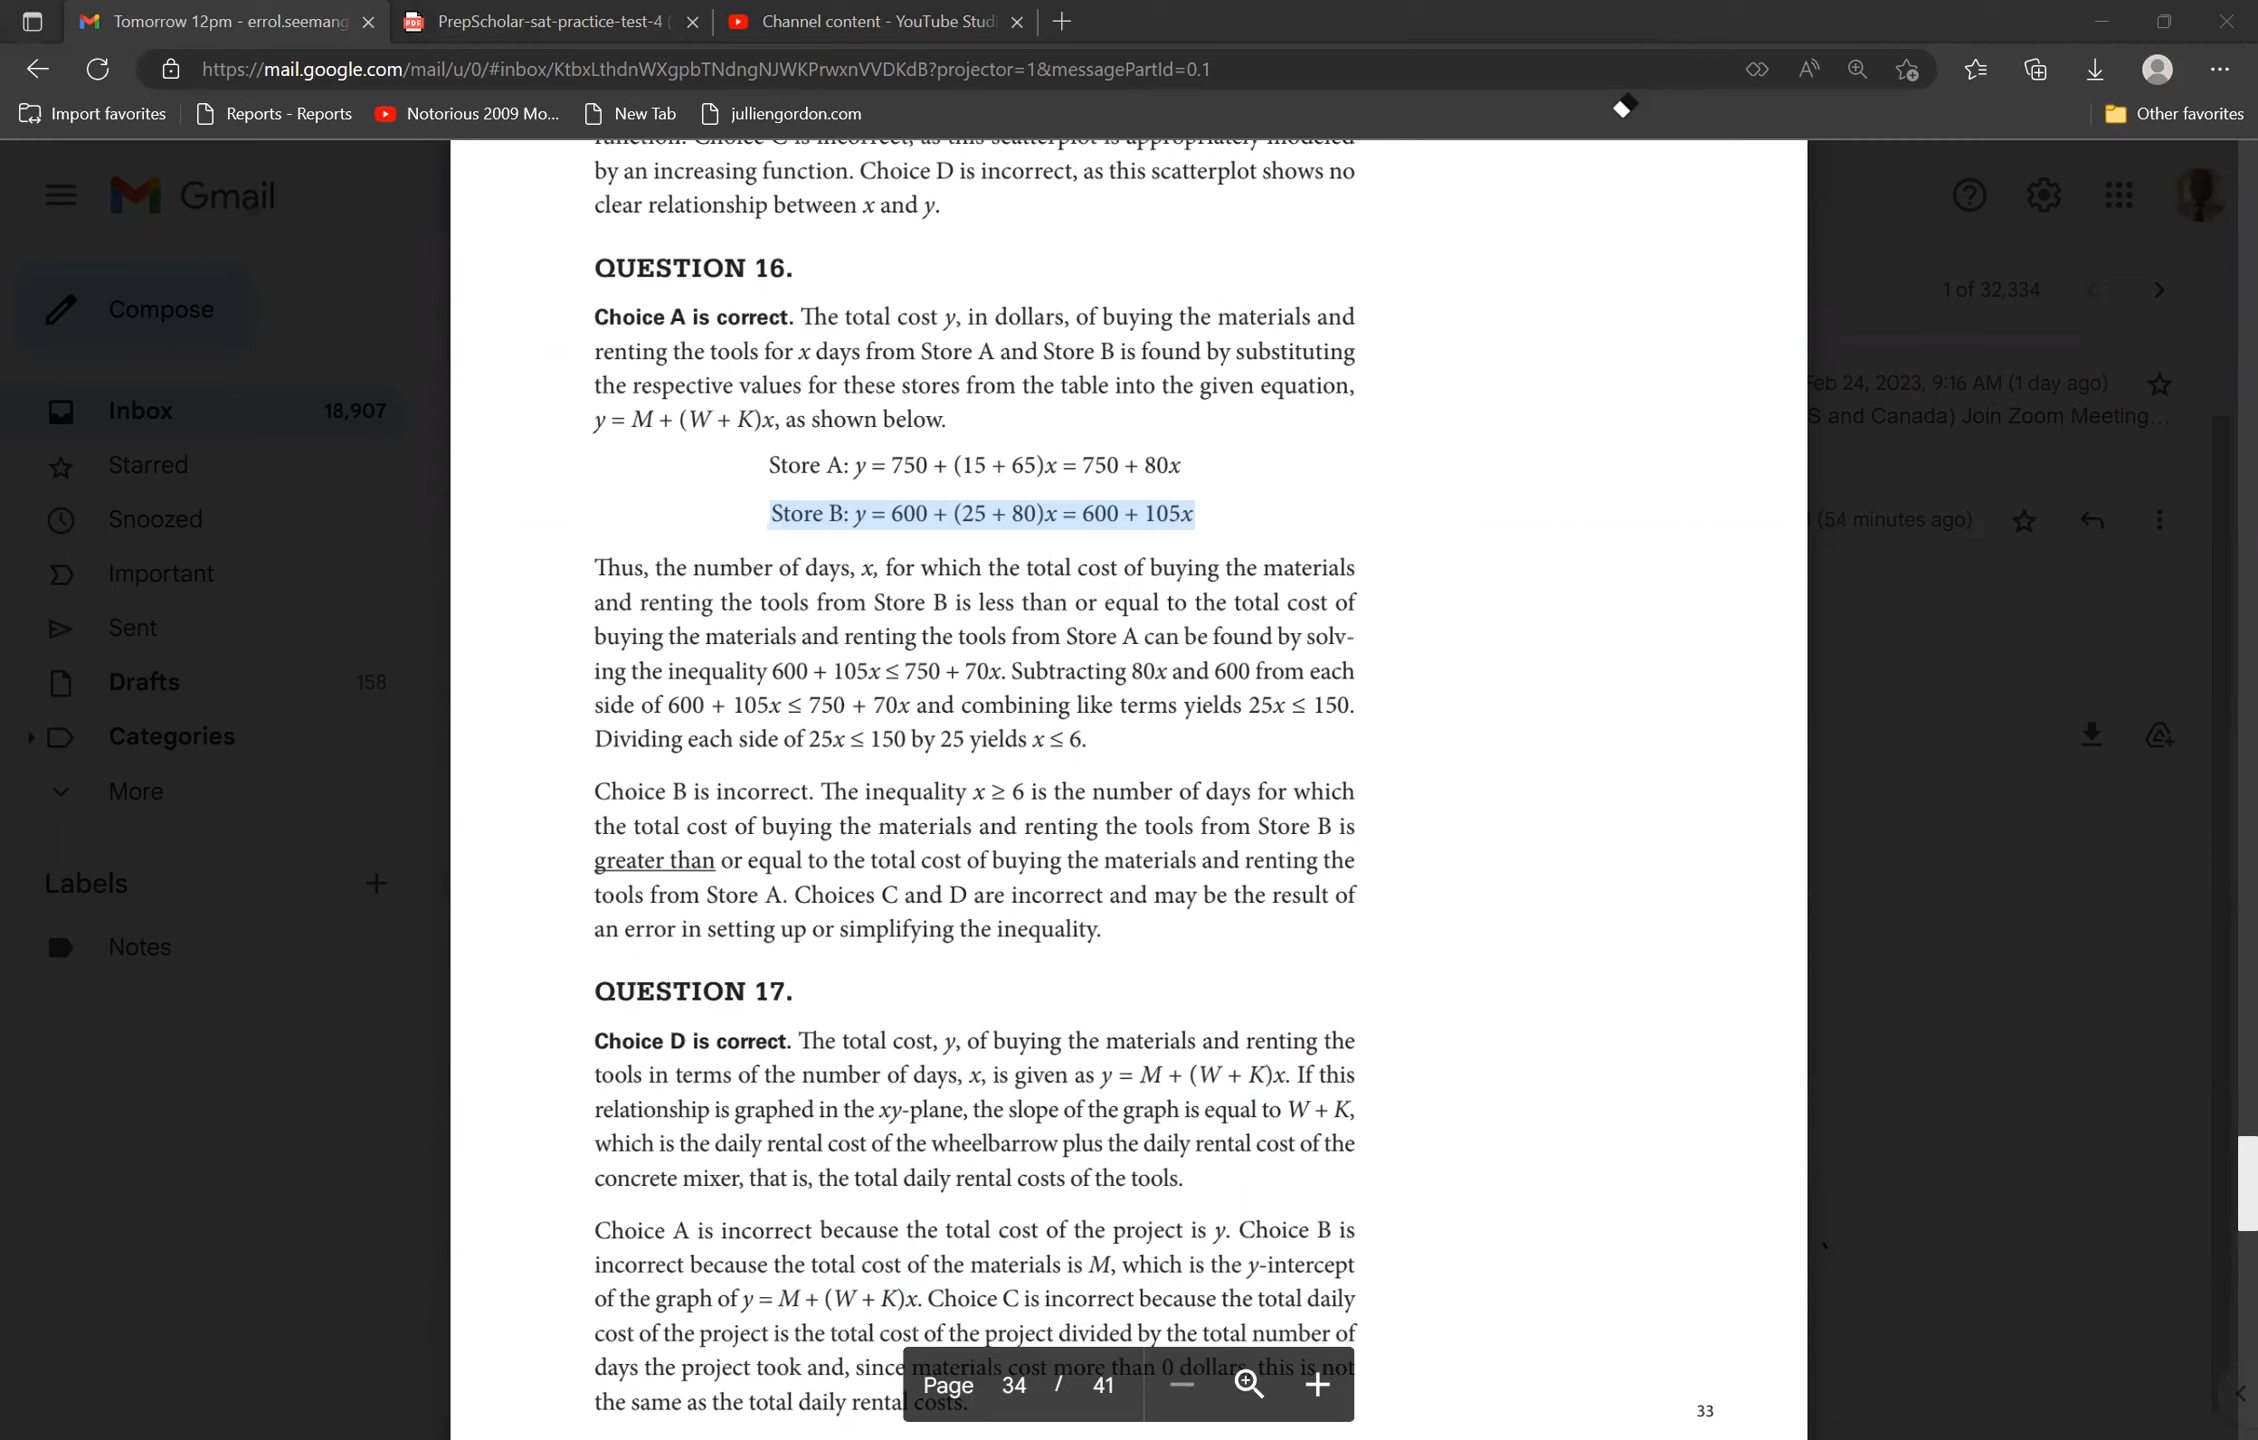 Tomorrow 12pm - errol.seemang
PrepScholar-sat-practice-test-4 (
Channel content - YouTube Studi
https://mail.google.com/mail/u/0/#inbox/KtbxLthdnWXgpbTNdngNJWKPrwxnVVDKdB?projector=1&messagePartId=0.1
Import favorites
Reports - Reports
Notorious 2009 Mo...
New Tab
julliengordon.com
Other favorites
Gmail
Compose
Inbox 18,907
Starred
Snoozed
Important
Sent
Drafts 158
Categories
More
Labels
Notes
function. Choice C is incorrect, as this scatterplot is appropriately modeled
by an increasing function. Choice D is incorrect, as this scatterplot shows no
clear relationship between x and y.
QUESTION 16.
Choice A is correct. The total cost y, in dollars, of buying the materials and
renting the tools for x days from Store A and Store B is found by substituting
the respective values for these stores from the table into the given equation,
y = M + (W + K)x, as shown below.
Store A: y = 750 + (15 + 65)x = 750 + 80x
Store B: y = 600 + (25 + 80)x = 600 + 105x
Thus, the number of days, x, for which the total cost of buying the materials
and renting the tools from Store B is less than or equal to the total cost of
buying the materials and renting the tools from Store A can be found by solv-
ing the inequality 600 + 105x ≤ 750 + 70x. Subtracting 80x and 600 from each
side of 600 + 105x ≤ 750 + 70x and combining like terms yields 25x ≤ 150.
Dividing each side of 25x ≤ 150 by 25 yields x ≤ 6.
Choice B is incorrect. The inequality x ≥ 6 is the number of days for which
the total cost of buying the materials and renting the tools from Store B is
greater than or equal to the total cost of buying the materials and renting the
tools from Store A. Choices C and D are incorrect and may be the result of
an error in setting up or simplifying the inequality.
QUESTION 17.
Choice D is correct. The total cost, y, of buying the materials and renting the
tools in terms of the number of days, x, is given as y = M + (W + K)x. If this
relationship is graphed in the xy-plane, the slope of the graph is equal to W + K,
which is the daily rental cost of the wheelbarrow plus the daily rental cost of the
concrete mixer, that is, the total daily rental costs of the tools.
Choice A is incorrect because the total cost of the project is y. Choice B is
incorrect because the total cost of the materials is M, which is the y-intercept
of the graph of y = M + (W + K)x. Choice C is incorrect because the total daily
cost of the project is the total cost of the project divided by the total number of
days the project took and, since materials cost more than 0 dollars, this is not
the same as the total daily rental costs.
Page 34 / 41
33
1 of 32,334
Feb 24, 2023, 9:16 AM (1 day ago)
S and Canada) Join Zoom Meeting...
(54 minutes ago)